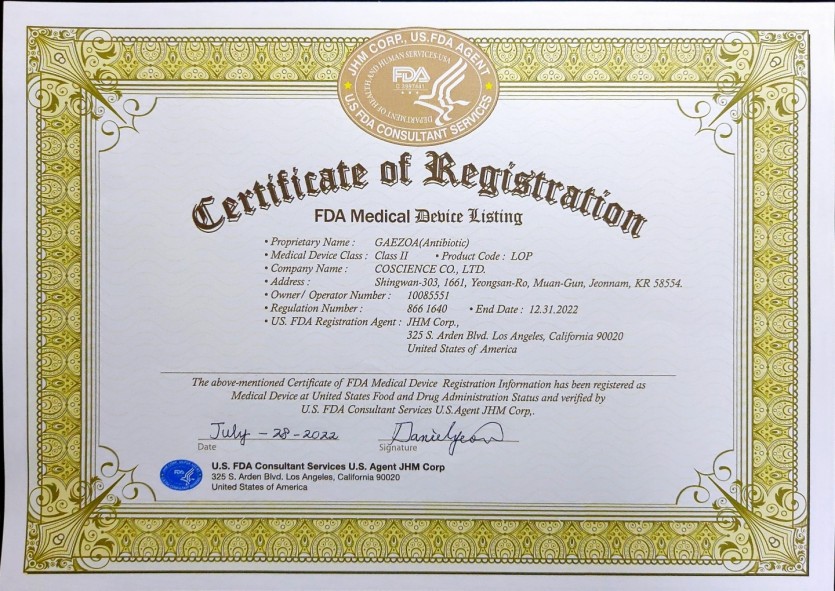 JHM CORP., US.FDA AGENT
DEPARTMENT OF HEALTH AND HUMAN SERVICES·USA
FDA
US FDA CONSULTANT SERVICES
Certificate of Registration
FDA Medical Device Listing
• Proprietary Name : GAEZOA(Antibiotic)
• Medical Device Class : Class II • Product Code : LOP
• Company Name : COSCIENCE CO., LTD.
• Address : Shingwan-303, 1661, Yeongsan-Ro, Muan-Gun, Jeonnam, KR 58554.
• Owner/ Operator Number : 10085551
• Regulation Number : 866 1640 • End Date : 12.31.2022
• US. FDA Registration Agent : JHM Corp.,
325 S. Arden Blvd. Los Angeles, California 90020
United States of America
The above-mentioned Certificate of FDA Medical Device Registration Information has been registered as
Medical Device at United States Food and Drug Administration Status and verified by
U.S. FDA Consultant Services U.S.Agent JHM Corp,.
July - 28 - 2022
Date Signature
FDA
U.S. FDA Consultant Services U.S. Agent JHM Corp
325 S. Arden Blvd. Los Angeles, California 90020
United States of America